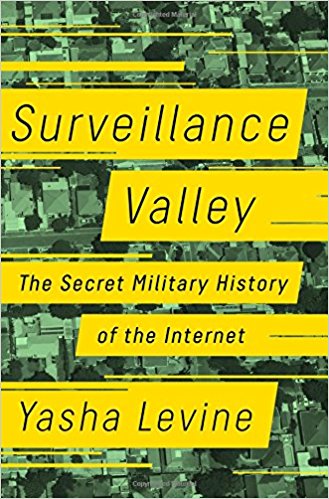 Surveillance
Valley
The Secret Military History
of the Internet
Yasha Levine